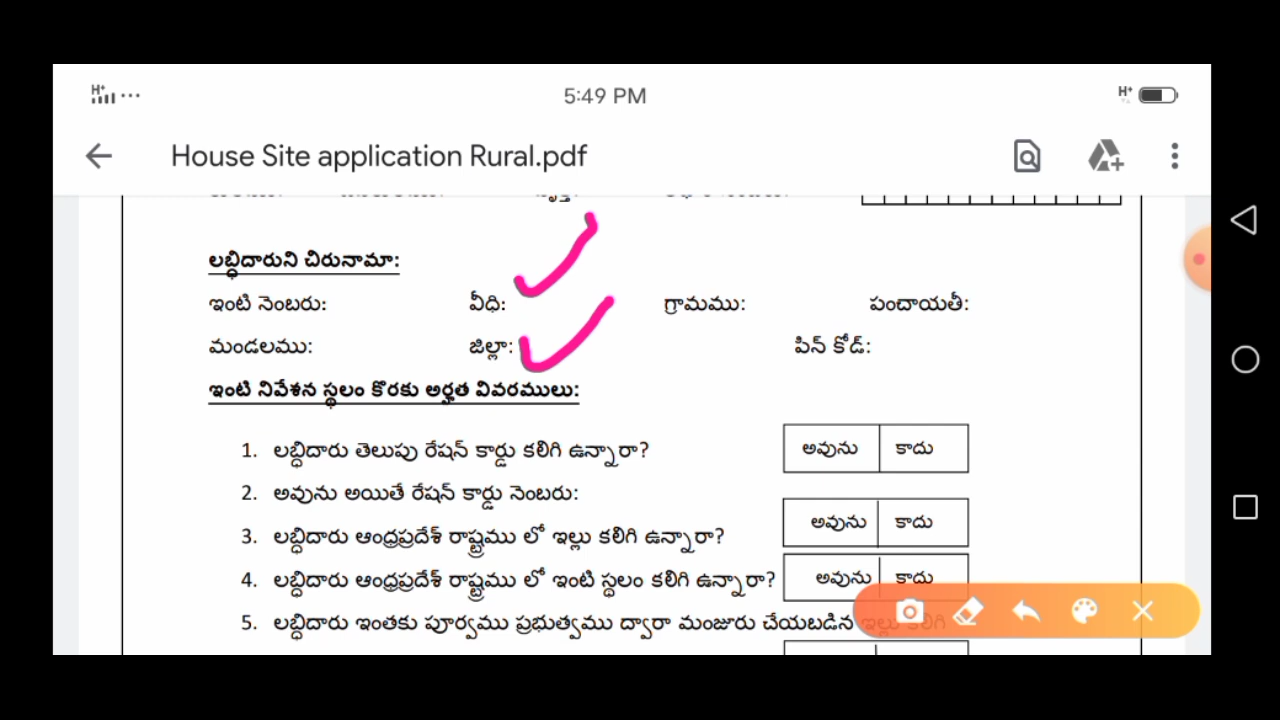 H+
5:49 PM
H+
House Site application Rural.pdf
లబ్ధిదారుని చిరునామా:
ఇంటి నెంబరు: వీధి: గ్రామము: పంచాయతీ:
మండలము: జిల్లా: పిన్ కోడ్:
ఇంటి నివేశన స్థలం కొరకు అర్హత వివరములు:
1. లబ్ధిదారు తెలుపు రేషన్ కార్డు కలిగి ఉన్నారా? అవును కాదు
2. అవును అయితే రేషన్ కార్డు నెంబరు:
3. లబ్ధిదారు ఆంధ్రప్రదేశ్ రాష్ట్రము లో ఇల్లు కలిగి ఉన్నారా? అవును కాదు
4. లబ్ధిదారు ఆంధ్రప్రదేశ్ రాష్ట్రము లో ఇంటి స్థలం కలిగి ఉన్నారా? అవును కాదు
5. లబ్ధిదారు ఇంతకు పూర్వము ప్రభుత్వము ద్వారా మంజూరు చేయబడిన ఇల్లు కలిగి